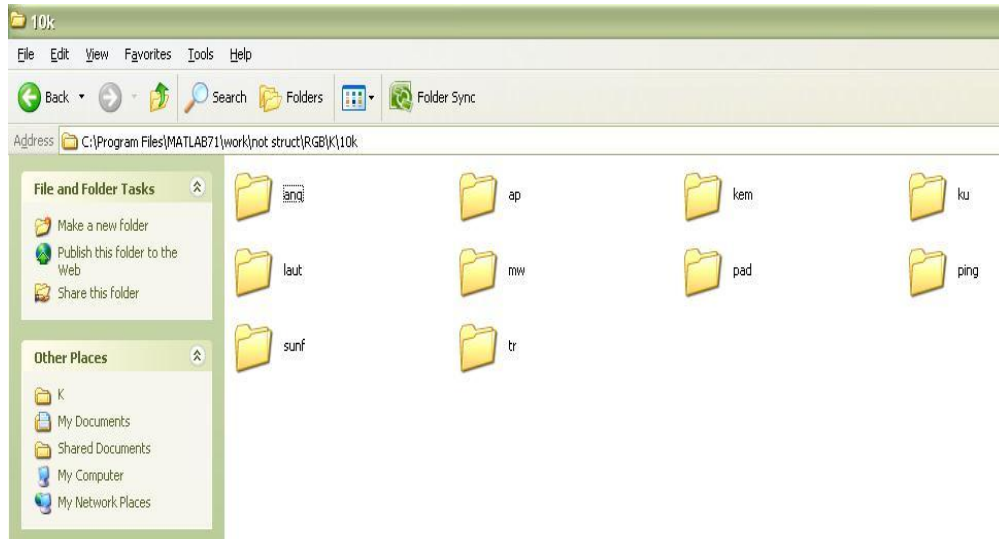 10k
File Edit View Favorites Tools Help
Back Search Folders Folder Sync
Address C:\Program Files\MATLAB71\work\not struct\RGB\K\10k
File and Folder Tasks
Make a new folder
Publish this folder to the
Web
Share this folder
Other Places
K
My Documents
Shared Documents
My Computer
My Network Places
ang ap kem ku
laut mw pad ping
sunf tr